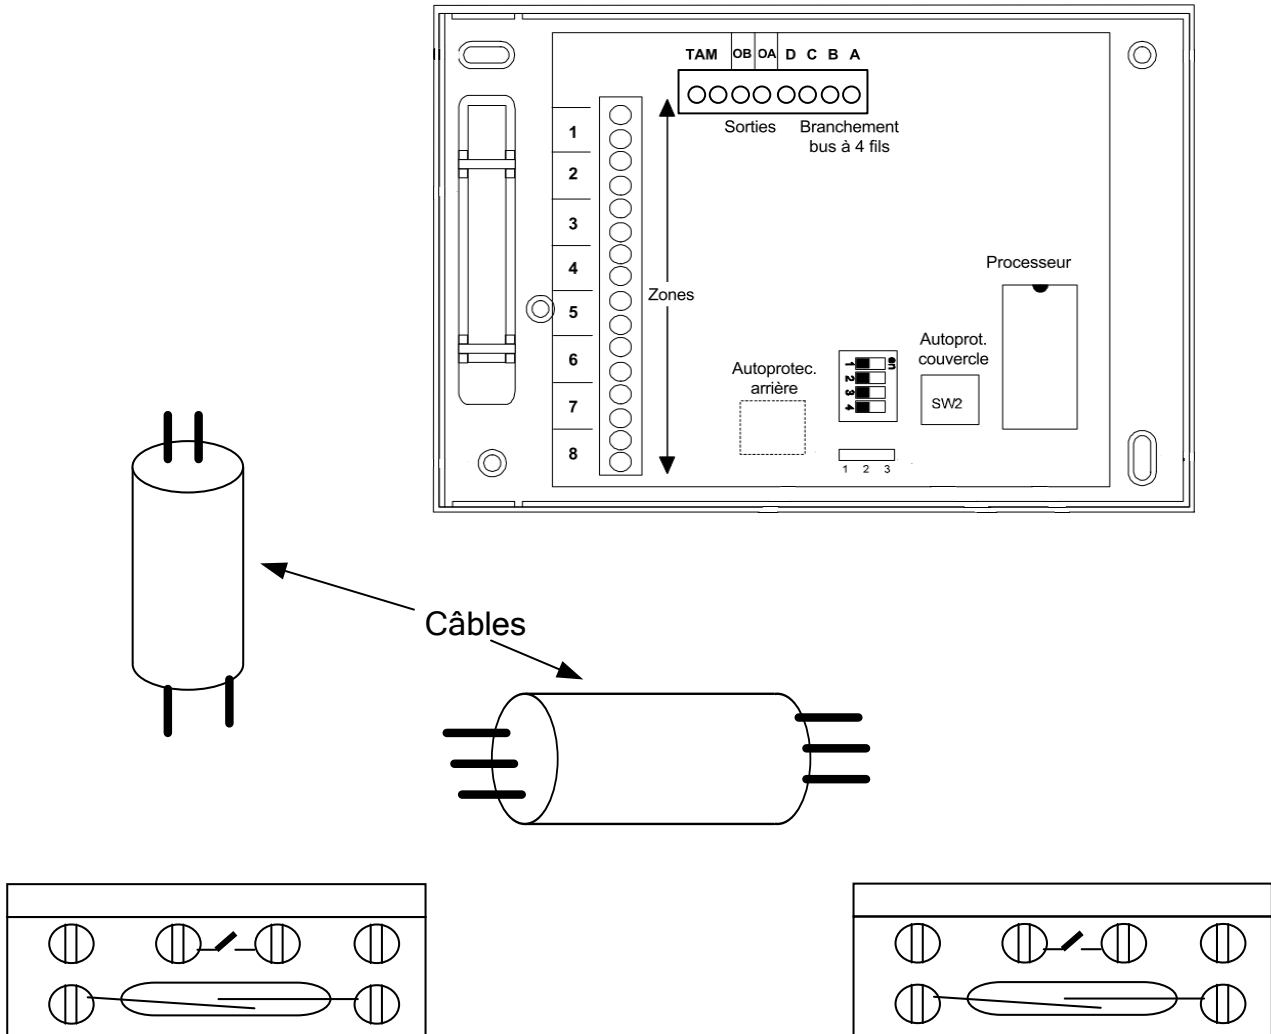 TAM OB OA D C B A
Sorties
Branchement
bus à 4 fils
1
2
3
4
5
6
7
8
Zones
Processeur
Autoprot.
couvercle
SW2
Autoprotec.
arrière
on
1
2
3
4
1 2 3
Câbles